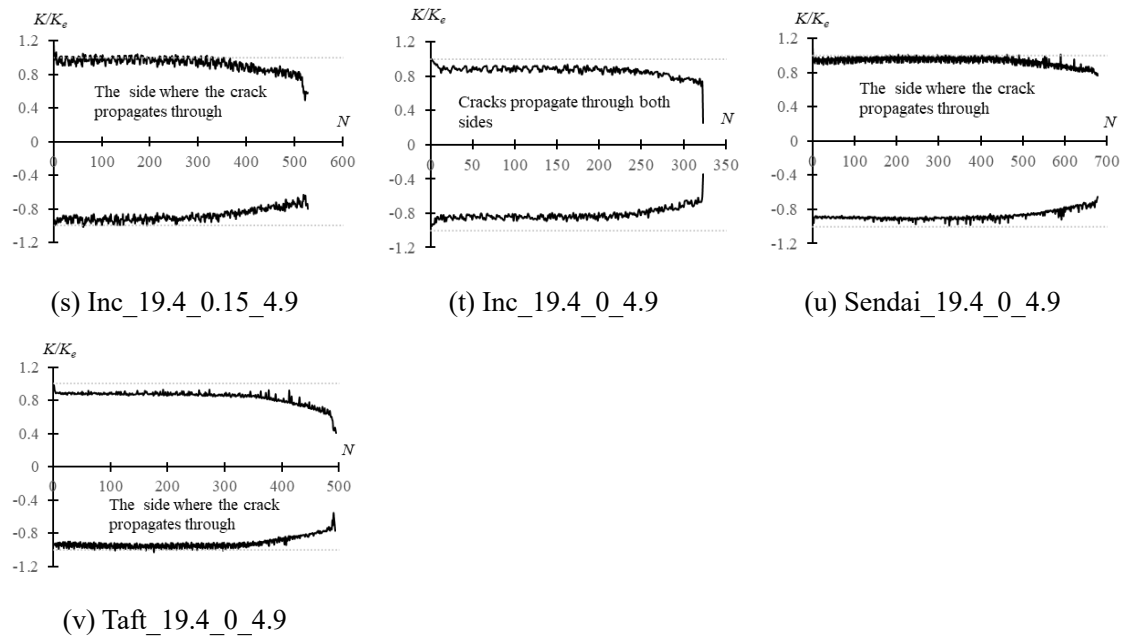 K/Ke
1.2
0.8
0.4
0
-0.4
-0.8
-1.2
0 100 200 300 400 500 600
N
The side where the crack
propagates through
(s) Inc_19.4_0.15_4.9
K/Ke
1.2
0.8
0.4
0
-0.4
-0.8
-1.2
0 50 100 150 200 250 300 350
N
Cracks propagate through both
sides
(t) Inc_19.4_0_4.9
K/Ke
1.2
0.8
0.4
0
-0.4
-0.8
-1.2
0 100 200 300 400 500 600 700
N
The side where the crack
propagates through
(u) Sendai_19.4_0_4.9
K/Ke
1.2
0.8
0.4
0
-0.4
-0.8
-1.2
0 100 200 300 400 500
N
The side where the crack
propagates through
(v) Taft_19.4_0_4.9